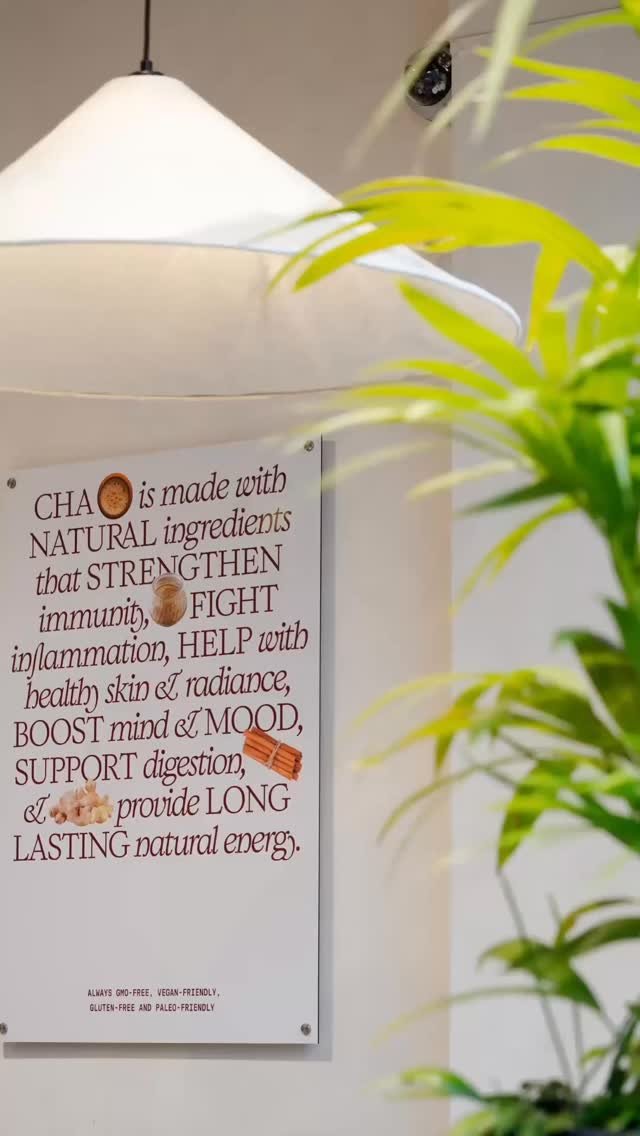 CHA is made with
NATURAL ingredients
that STRENGTHEN
immunity, FIGHT
inflammation, HELP with
healthy skin & radiance,
BOOST mind & MOOD,
SUPPORT digestion,
& provide LONG
LASTING natural energy.
ALWAYS GMO-FREE, VEGAN-FRIENDLY,
GLUTEN-FREE AND PALEO-FRIENDLY